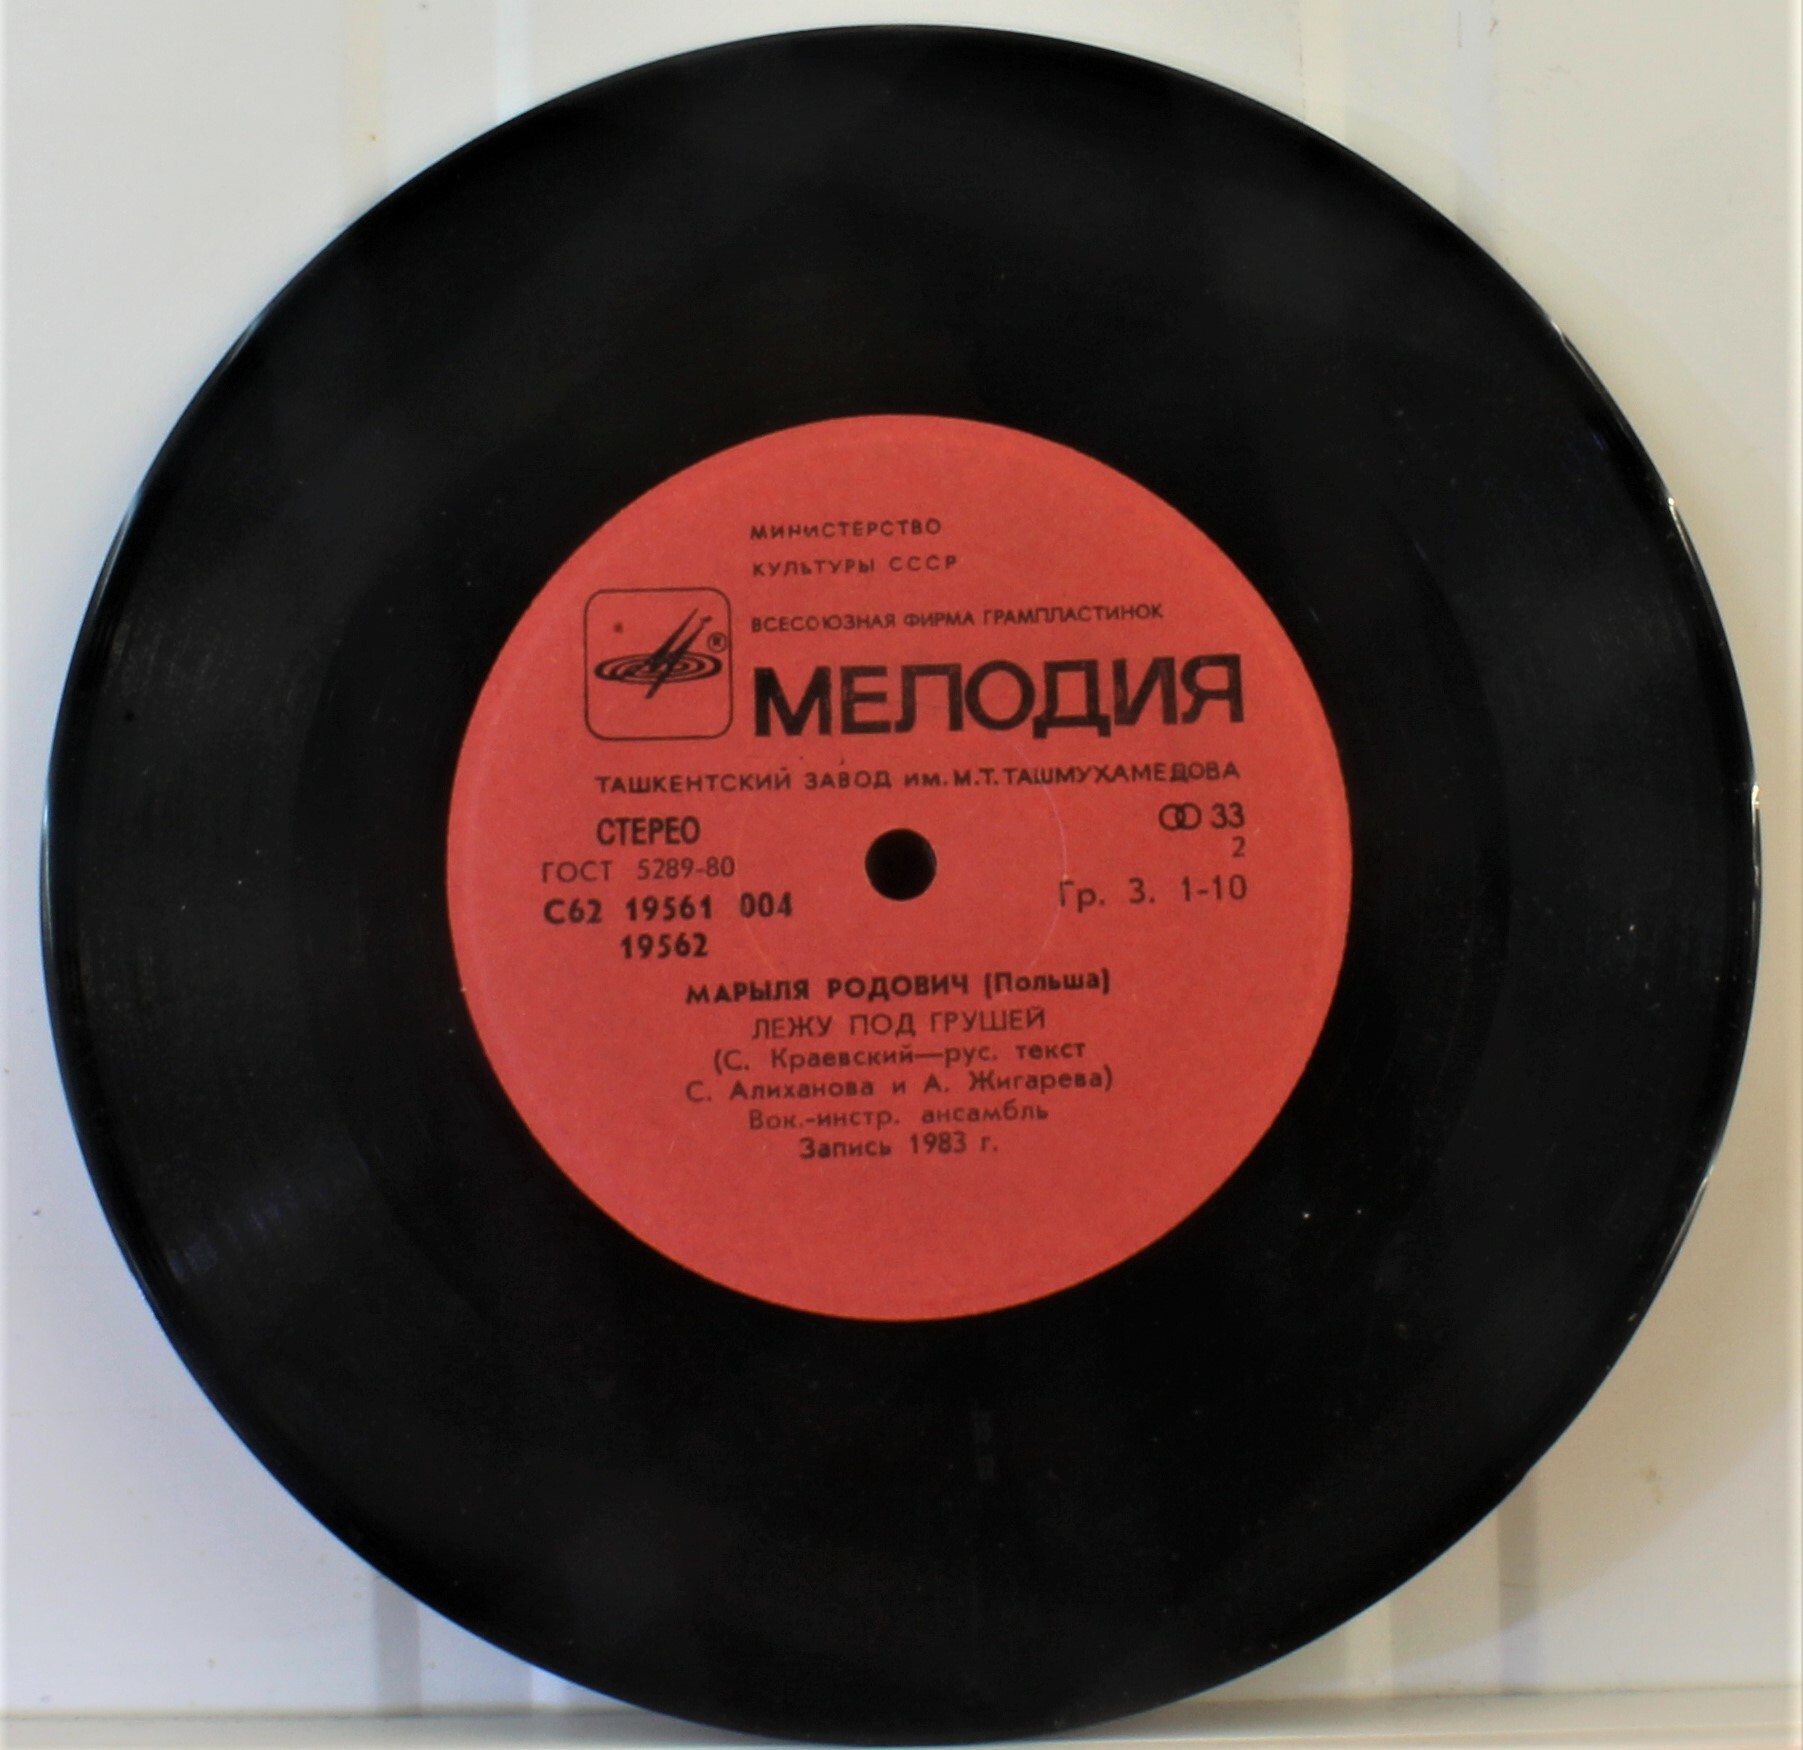 МИНИСТЕРСТВО
КУЛЬТУРЫ СССР
ВСЕСОЮЗНАЯ ФИРМА ГРАМПЛАСТИНОК
®
МЕЛОДИЯ
ТАШКЕНТСКИЙ ЗАВОД ИМ. М.Т. ТАШМУХАМЕДОВА
СТЕРЕО
33
2
ГОСТ 5289-80
Гр. 3. 1-10
С62 19561 004
19562
МАРЫЛЯ РОДОВИЧ (Польша)
ЛЕЖУ ПОД ГРУШЕЙ
(С. Краевский—рус. текст
С. Алиханова и А. Жигарева)
Вок.-инстр. ансамбль
Запись 1983 г.